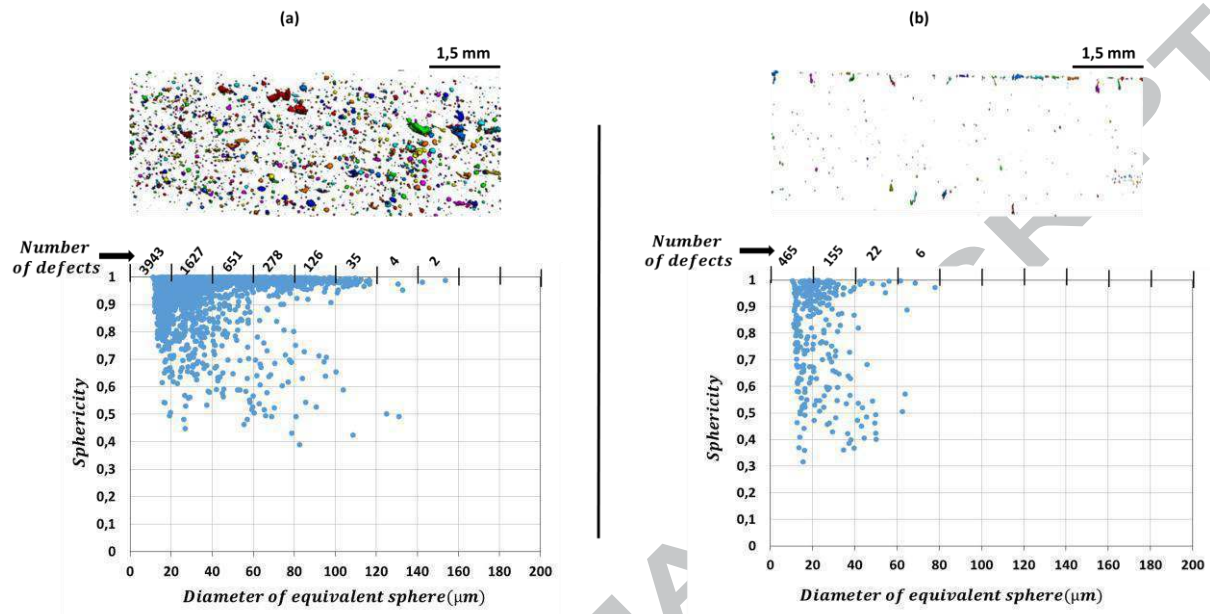 (a)
1,5 mm
Number
of defects
3943 1627 651 278 126 35 4 2
1
0,9
0,8
0,7
0,6
0,5
0,4
0,3
0,2
0,1
0
Sphericity
0 20 40 60 80 100 120 140 160 180 200
Diameter of equivalent sphere(μm)
(b)
1,5 mm
Number
of defects
465 155 22 6
1
0,9
0,8
0,7
0,6
0,5
0,4
0,3
0,2
0,1
0
Sphericity
0 20 40 60 80 100 120 140 160 180 200
Diameter of equivalent sphere(μm)